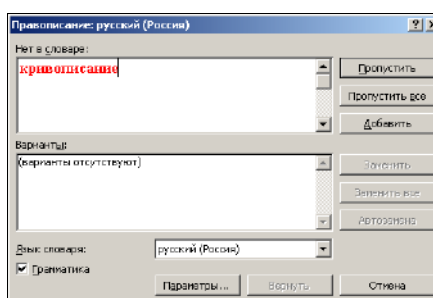 Правописание: русский (Россия)
Нет в словаре:
кривописание
Пропустить
Пропустить все
Добавить
Варианты:
(варианты отсутствуют)
Заменить
Заменить все
Автозамена
Язык словаря:
русский (Россия)
Грамматика
Параметры...
Вернуть
Отмена